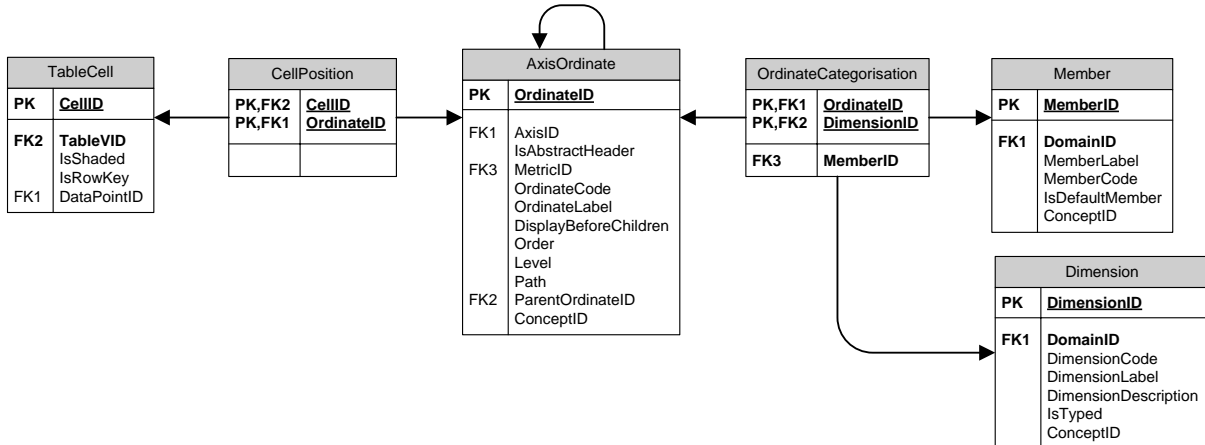 TableCell
PK CellID
FK2 TableVID
IsShaded
IsRowKey
FK1 DataPointID
CellPosition
PK,FK2 CellID
PK,FK1 OrdinateID
AxisOrdinate
PK OrdinateID
FK1 AxisID
IsAbstractHeader
FK3 MetricID
OrdinateCode
OrdinateLabel
DisplayBeforeChildren
Order
Level
Path
FK2 ParentOrdinateID
ConceptID
OrdinateCategorisation
PK,FK1 OrdinateID
PK,FK2 DimensionID
FK3 MemberID
Member
PK MemberID
FK1 DomainID
MemberLabel
MemberCode
IsDefaultMember
ConceptID
Dimension
PK DimensionID
FK1 DomainID
DimensionCode
DimensionLabel
DimensionDescription
IsTyped
ConceptID